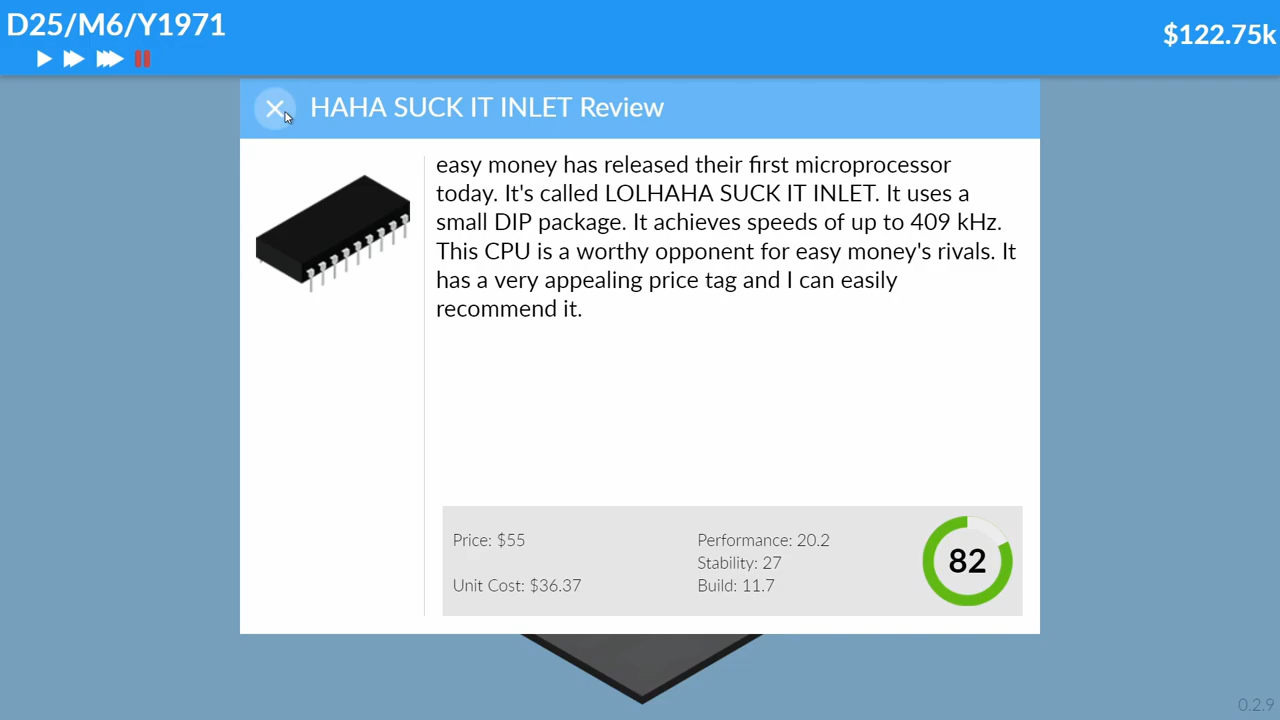 D25/M6/Y1971
$122.75k
HAHA SUCK IT INLET Review
easy money has released their first microprocessor
today. It's called LOLHAHA SUCK IT INLET. It uses a
small DIP package. It achieves speeds of up to 409 kHz.
This CPU is a worthy opponent for easy money's rivals. It
has a very appealing price tag and I can easily
recommend it.
Price: $55
Unit Cost: $36.37
Performance: 20.2
Stability: 27
Build: 11.7
82
0.2.9